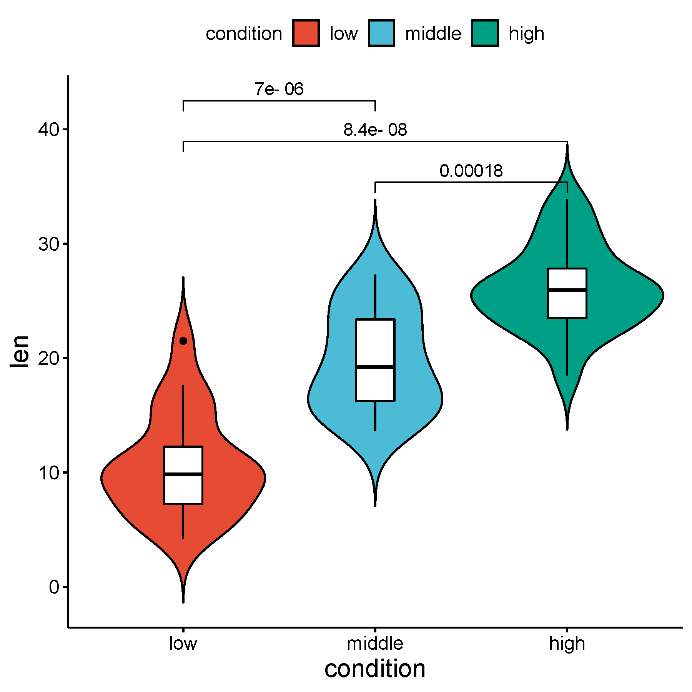 condition low middle high
7e- 06
8.4e- 08
0.00018
40
30
20
10
0
len
low middle high
condition